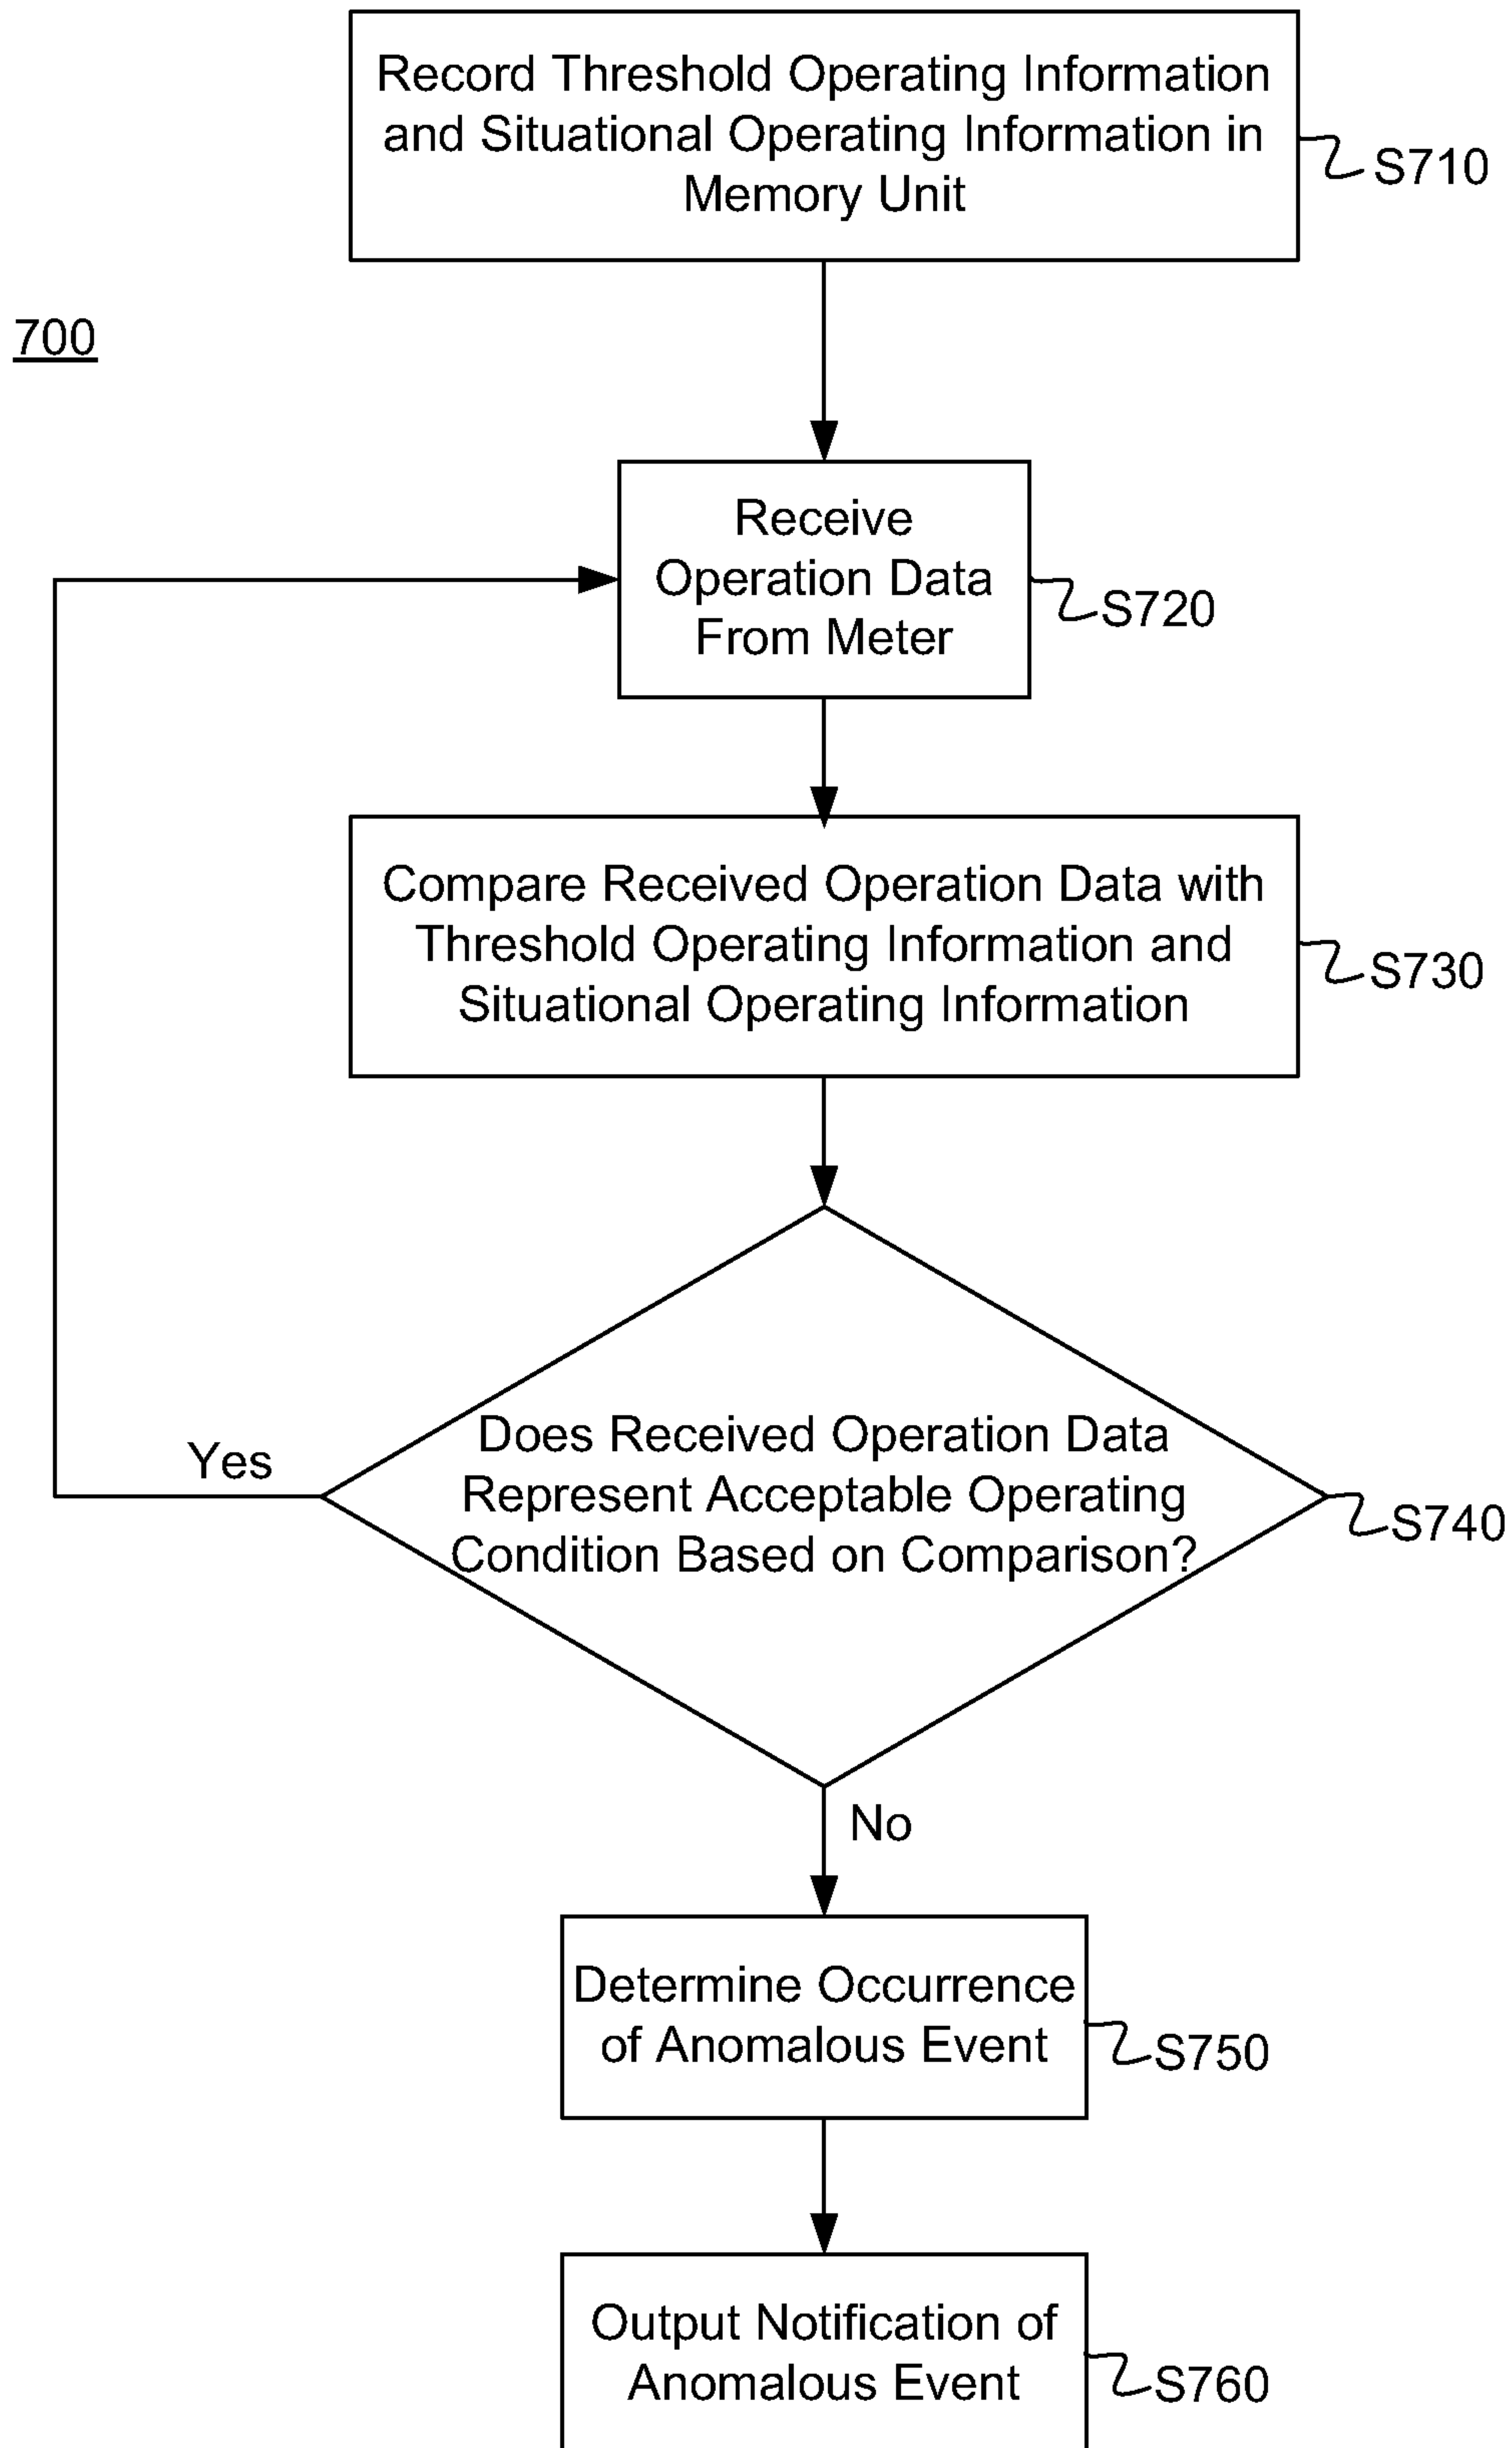 Record Threshold Operating Information
and Situational Operating Information in
Memory Unit
S710
700
Receive
Operation Data
From Meter
S720
Compare Received Operation Data with
Threshold Operating Information and
Situational Operating Information
S730
Does Received Operation Data
Represent Acceptable Operating
Condition Based on Comparison?
Yes
S740
No
Determine Occurrence
of Anomalous Event
S750
Output Notification of
Anomalous Event
S760